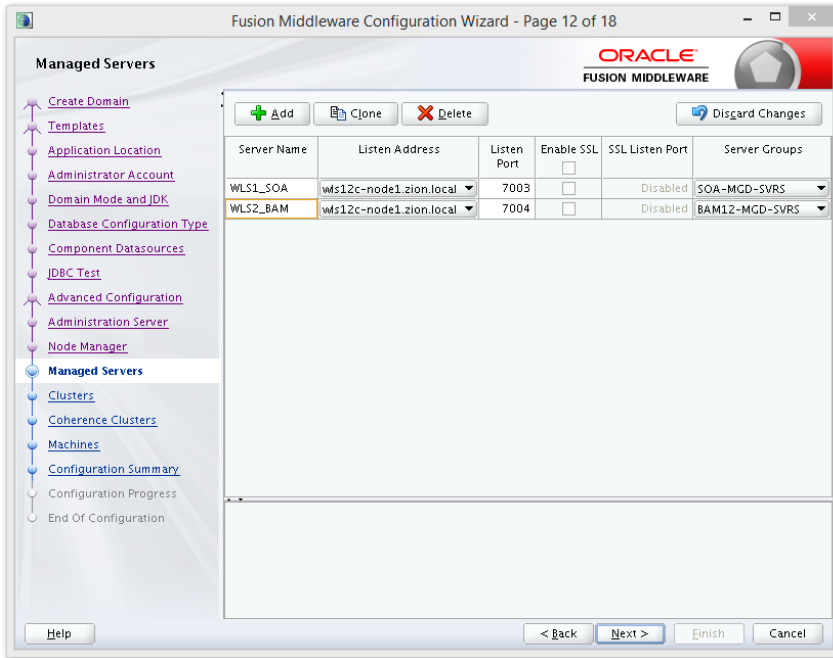 Fusion Middleware Configuration Wizard - Page 12 of 18
Managed Servers
ORACLE
FUSION MIDDLEWARE
Create Domain
Templates
Application Location
Administrator Account
Domain Mode and JDK
Database Configuration Type
Component Datasources
JDBC Test
Advanced Configuration
Administration Server
Node Manager
Managed Servers
Clusters
Coherence Clusters
Machines
Configuration Summary
Configuration Progress
End Of Configuration
Add Clone Delete Discard Changes
Server Name Listen Address Listen Port Enable SSL SSL Listen Port Server Groups
WLS1_SOA wls12c-node1.zion.local 7003 Disabled SOA-MGD-SVRS
WLS2_BAM wls12c-node1.zion.local 7004 Disabled BAM12-MGD-SVRS
Help < Back Next > Finish Cancel